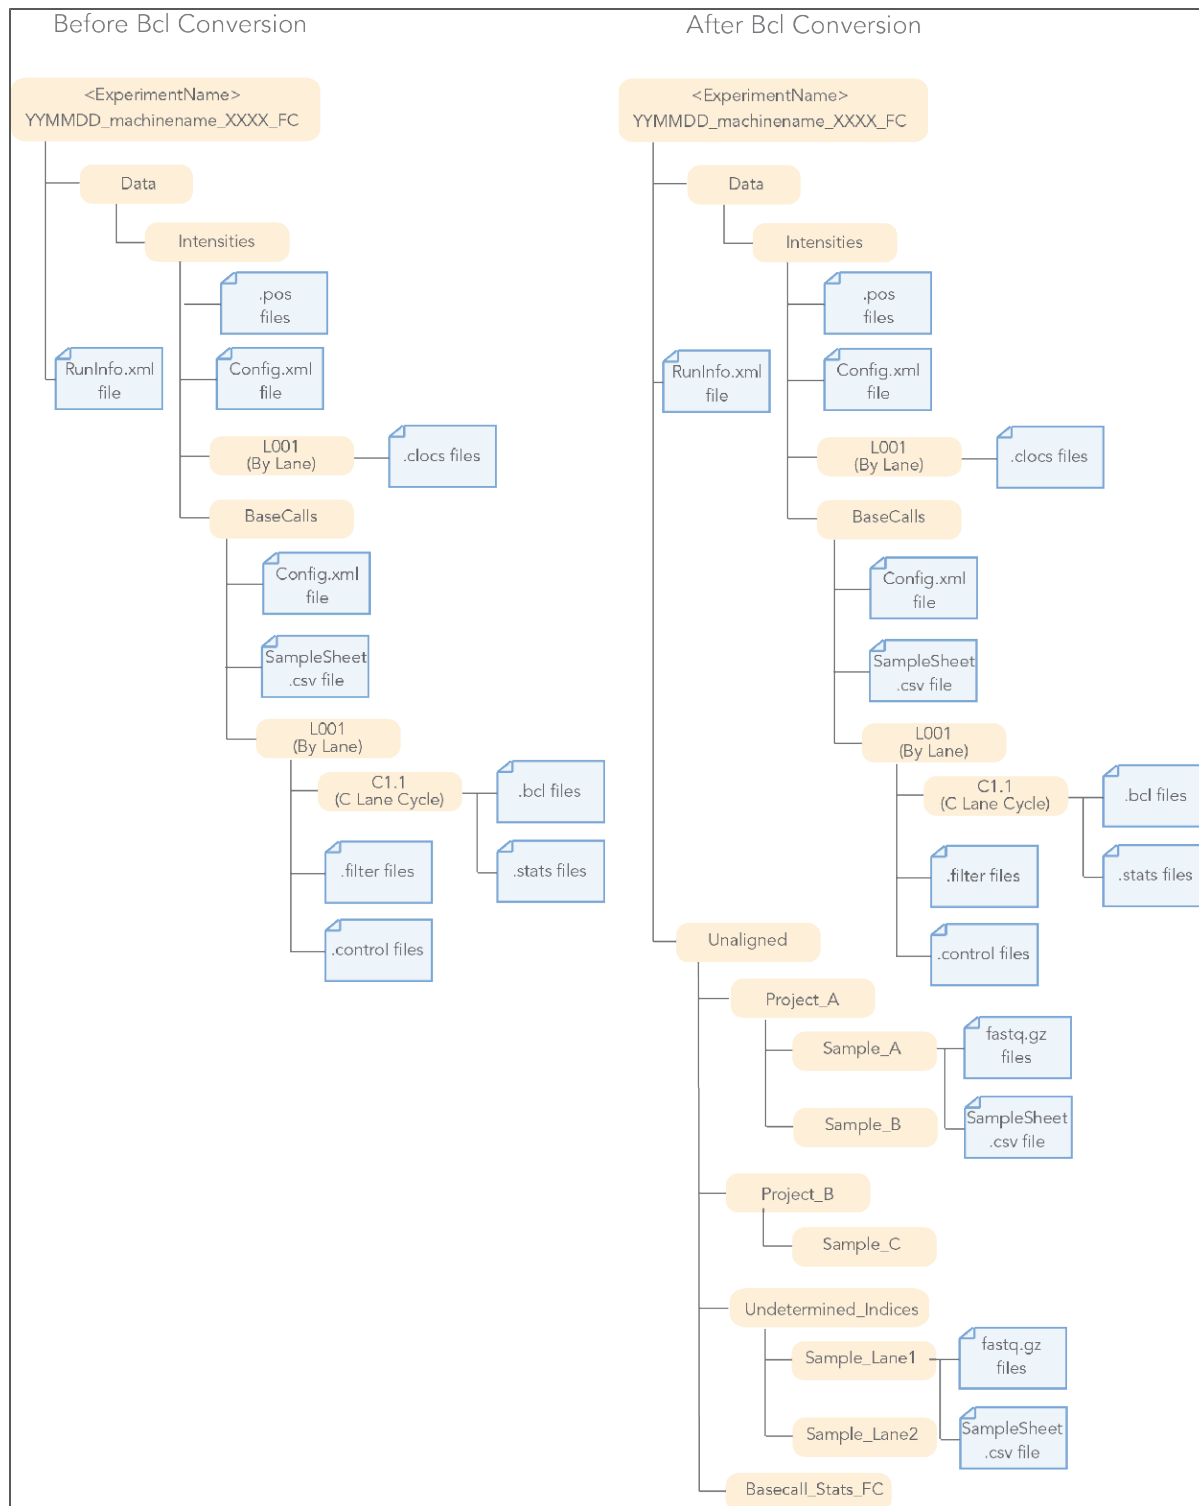 Before Bcl Conversion
<ExperimentName>
YYMMDD_machinename_XXXX_FC
Data
Intensities
.pos
files
RunInfo.xml
file
Config.xml
file
L001
(By Lane)
.clocs files
BaseCalls
Config.xml
file
SampleSheet
.csv file
L001
(By Lane)
C1.1
(C Lane Cycle)
.bcl files
.filter files
.stats files
.control files
After Bcl Conversion
<ExperimentName>
YYMMDD_machinename_XXXX_FC
Data
Intensities
.pos
files
RunInfo.xml
file
Config.xml
file
L001
(By Lane)
.clocs files
BaseCalls
Config.xml
file
SampleSheet
.csv file
L001
(By Lane)
C1.1
(C Lane Cycle)
.bcl files
.filter files
.stats files
.control files
Unaligned
Project_A
Sample_A
fastq.gz
files
Sample_B
SampleSheet
.csv file
Project_B
Sample_C
Undetermined_Indices
Sample_Lane1
fastq.gz
files
Sample_Lane2
SampleSheet
.csv file
Basecall_Stats_FC